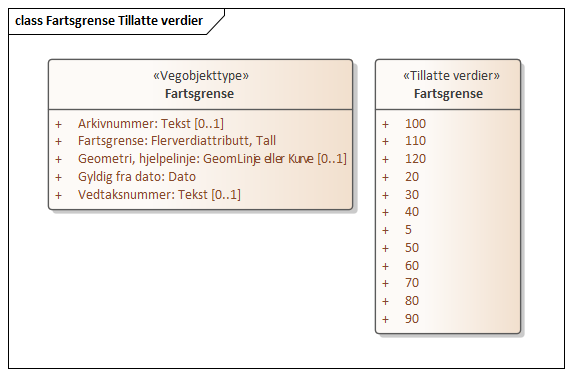 class Fartsgrense Tillatte verdier
«Vegobjekttype»
Fartsgrense
+ Arkivnummer: Tekst [0..1]
+ Fartsgrense: Flerverdiattributt, Tall
+ Geometri, hjelpelinje: GeomLinje eller Kurve [0..1]
+ Gyldig fra dato: Dato
+ Vedtaksnummer: Tekst [0..1]
«Tillatte verdier»
Fartsgrense
+ 100
+ 110
+ 120
+ 20
+ 30
+ 40
+ 5
+ 50
+ 60
+ 70
+ 80
+ 90